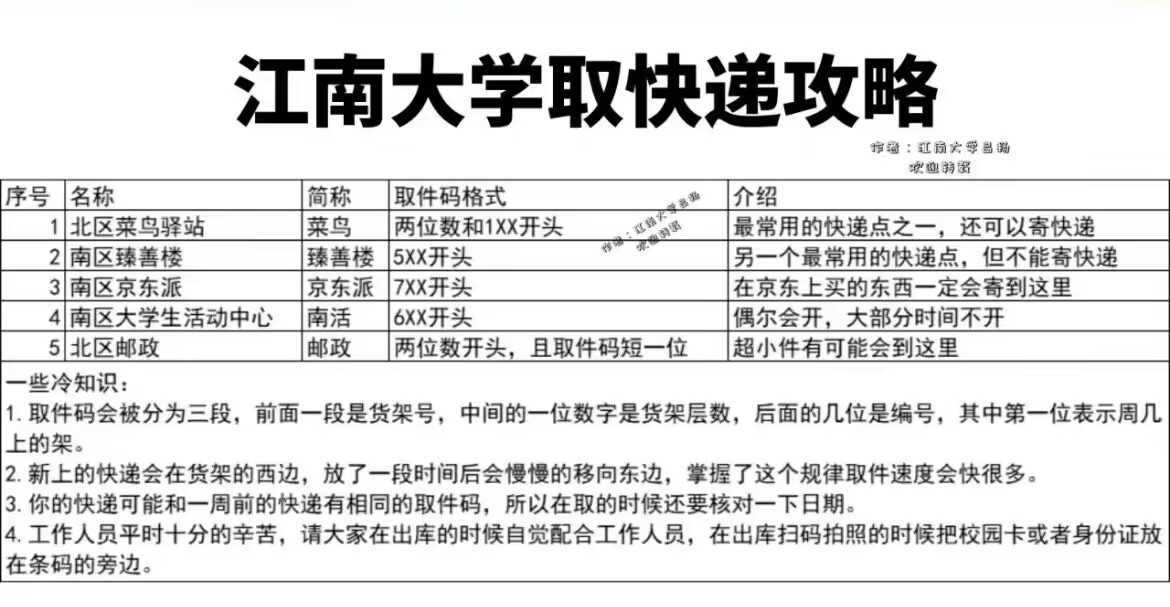 江南大学取快递攻略
作者：江南大学吕杨
欢迎转载
序号 名称 简称 取件码格式 介绍
1 北区菜鸟驿站 菜鸟 两位数和1XX开头 最常用的快递点之一，还可以寄快递
作者：江南大学吕杨
欢迎转载
2 南区臻善楼 臻善楼 5XX开头 另一个最常用的快递点，但不能寄快递
3 南区京东派 京东派 7XX开头 在京东上买的东西一定会寄到这里
4 南区大学生活动中心 南活 6XX开头 偶尔会开，大部分时间不开
5 北区邮政 邮政 两位数开头，且取件码短一位 超小件有可能会到这里
一些冷知识：
1. 取件码会被分为三段，前面一段是货架号，中间的一位数字是货架层数，后面的几位是编号，其中第一位表示周几
上的架。
2. 新上的快递会在货架的西边，放了一段时间后会慢慢的移向东边，掌握了这个规律取件速度会快很多。
3. 你的快递可能和一周前的快递有相同的取件码，所以在取的时候还要核对一下日期。
4. 工作人员平时十分的辛苦，请大家在出库的时候自觉配合工作人员，在出库扫码拍照的时候把校园卡或者身份证放
在条码的旁边。